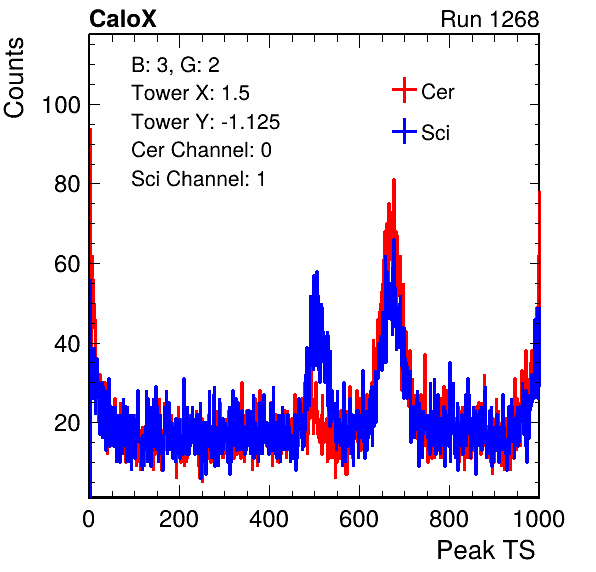 CaloX
Run 1268
Counts
B: 3, G: 2
Tower X: 1.5
Tower Y: -1.125
Cer Channel: 0
Sci Channel: 1
Cer
Sci
100
80
60
40
20
0 200 400 600 800 1000
Peak TS